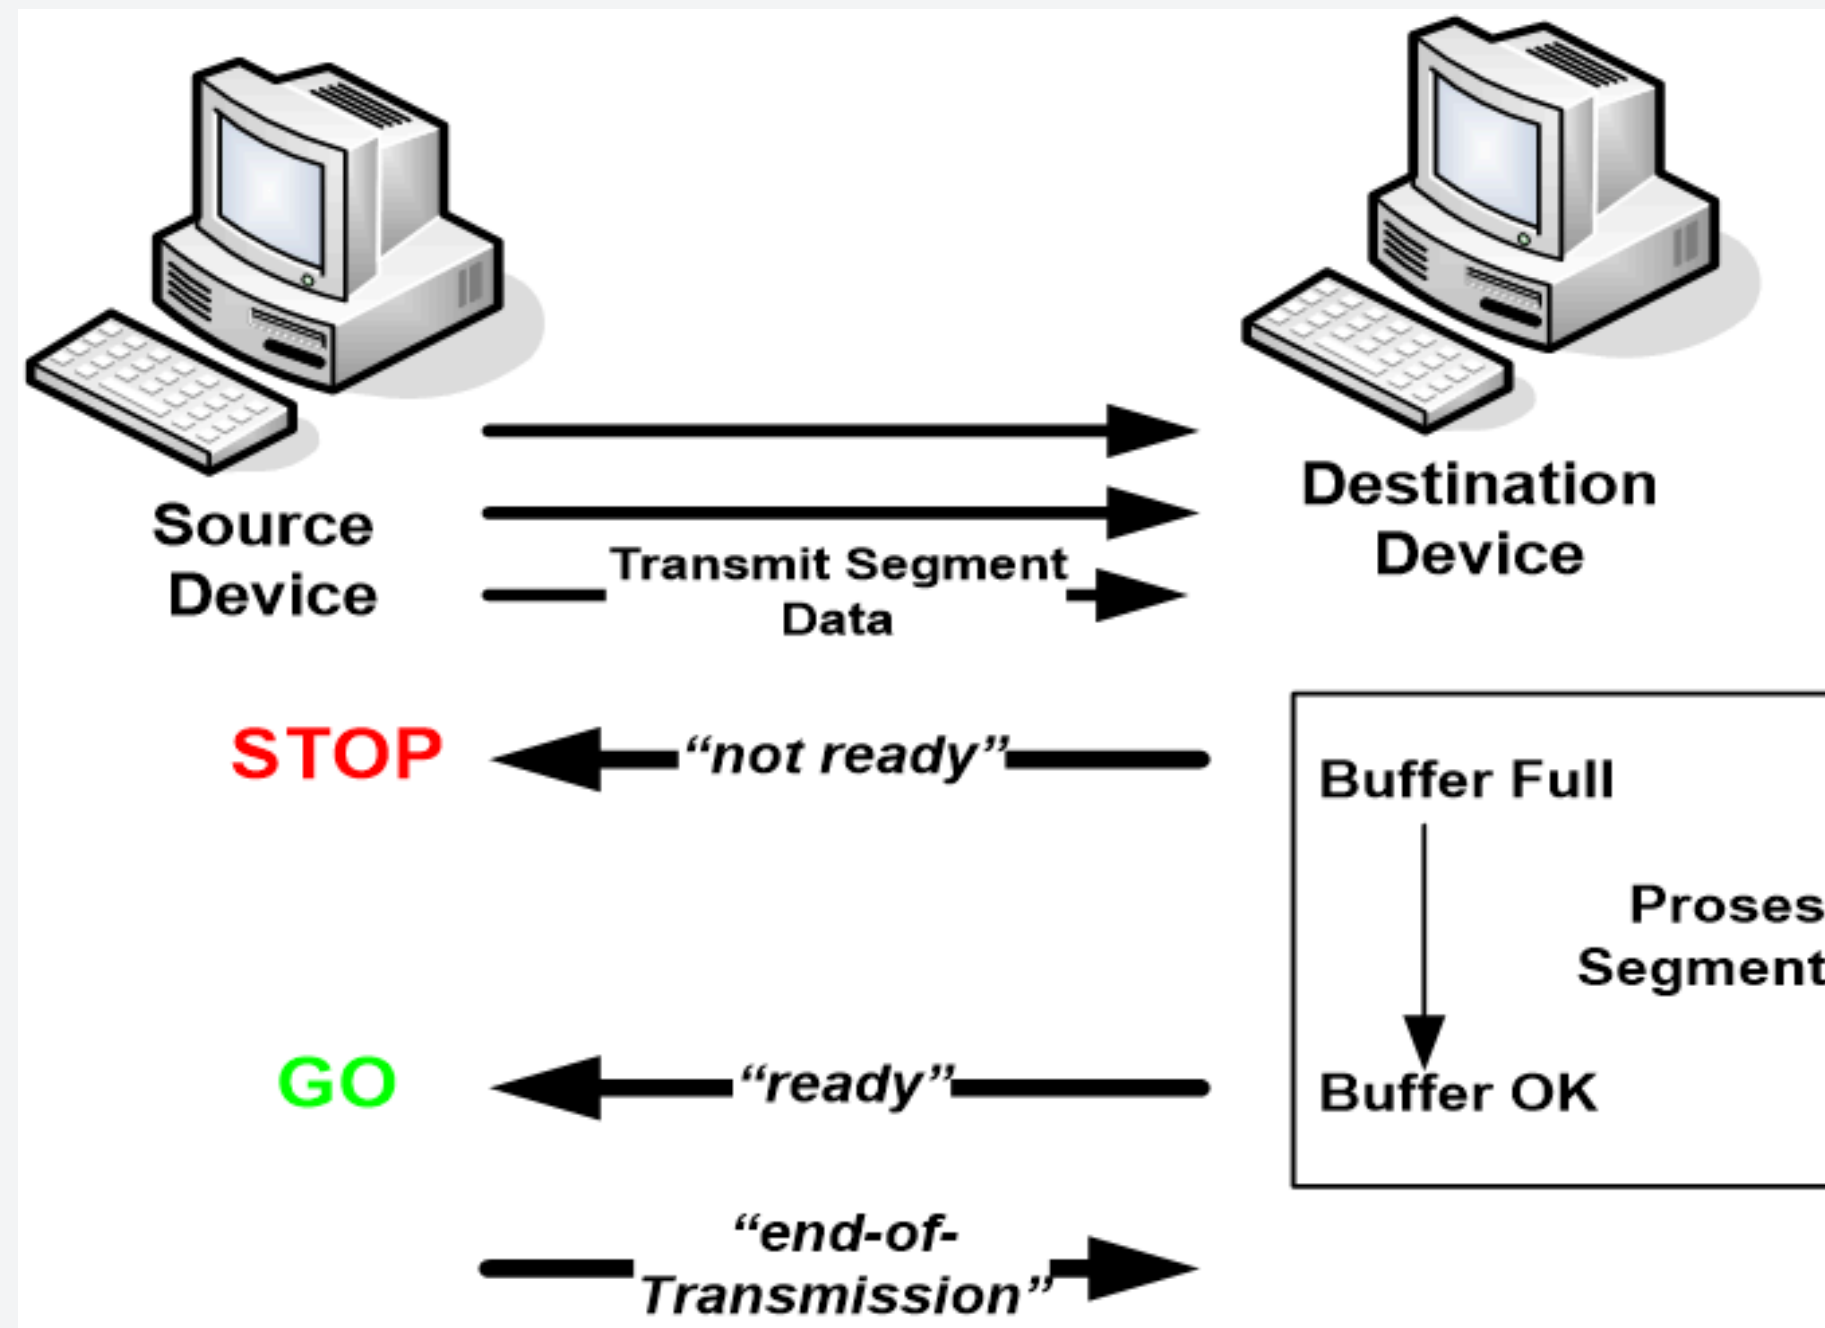 Source
Device
Destination
Device
Transmit Segment
Data
STOP
“not ready”
Buffer Full
Proses
Segment
GO
“ready”
Buffer OK
“end-of-
Transmission”